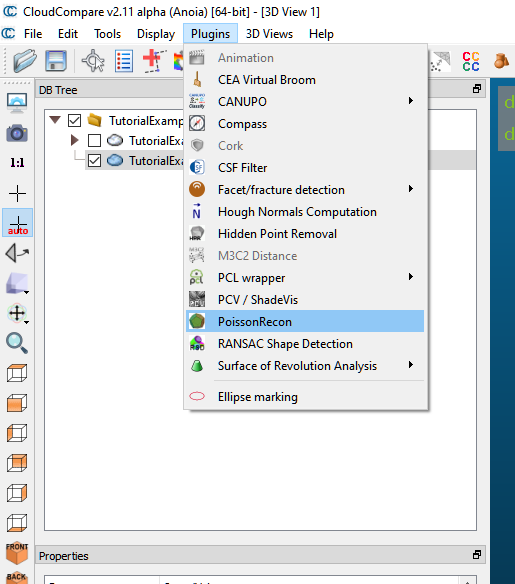 CloudCompare v2.11 alpha (Anoia) [64-bit] - [3D View 1]
File Edit Tools Display Plugins 3D Views Help
DB Tree
Animation
CEA Virtual Broom
CANUPO
Compass
Cork
CSF Filter
Facet/fracture detection
Hough Normals Computation
Hidden Point Removal
M3C2 Distance
PCL wrapper
PCV / ShadeVis
PoissonRecon
RANSAC Shape Detection
Surface of Revolution Analysis
Ellipse marking
TutorialExamp
TutorialExa
TutorialExa
1:1
auto
FRONT
BACK
Properties